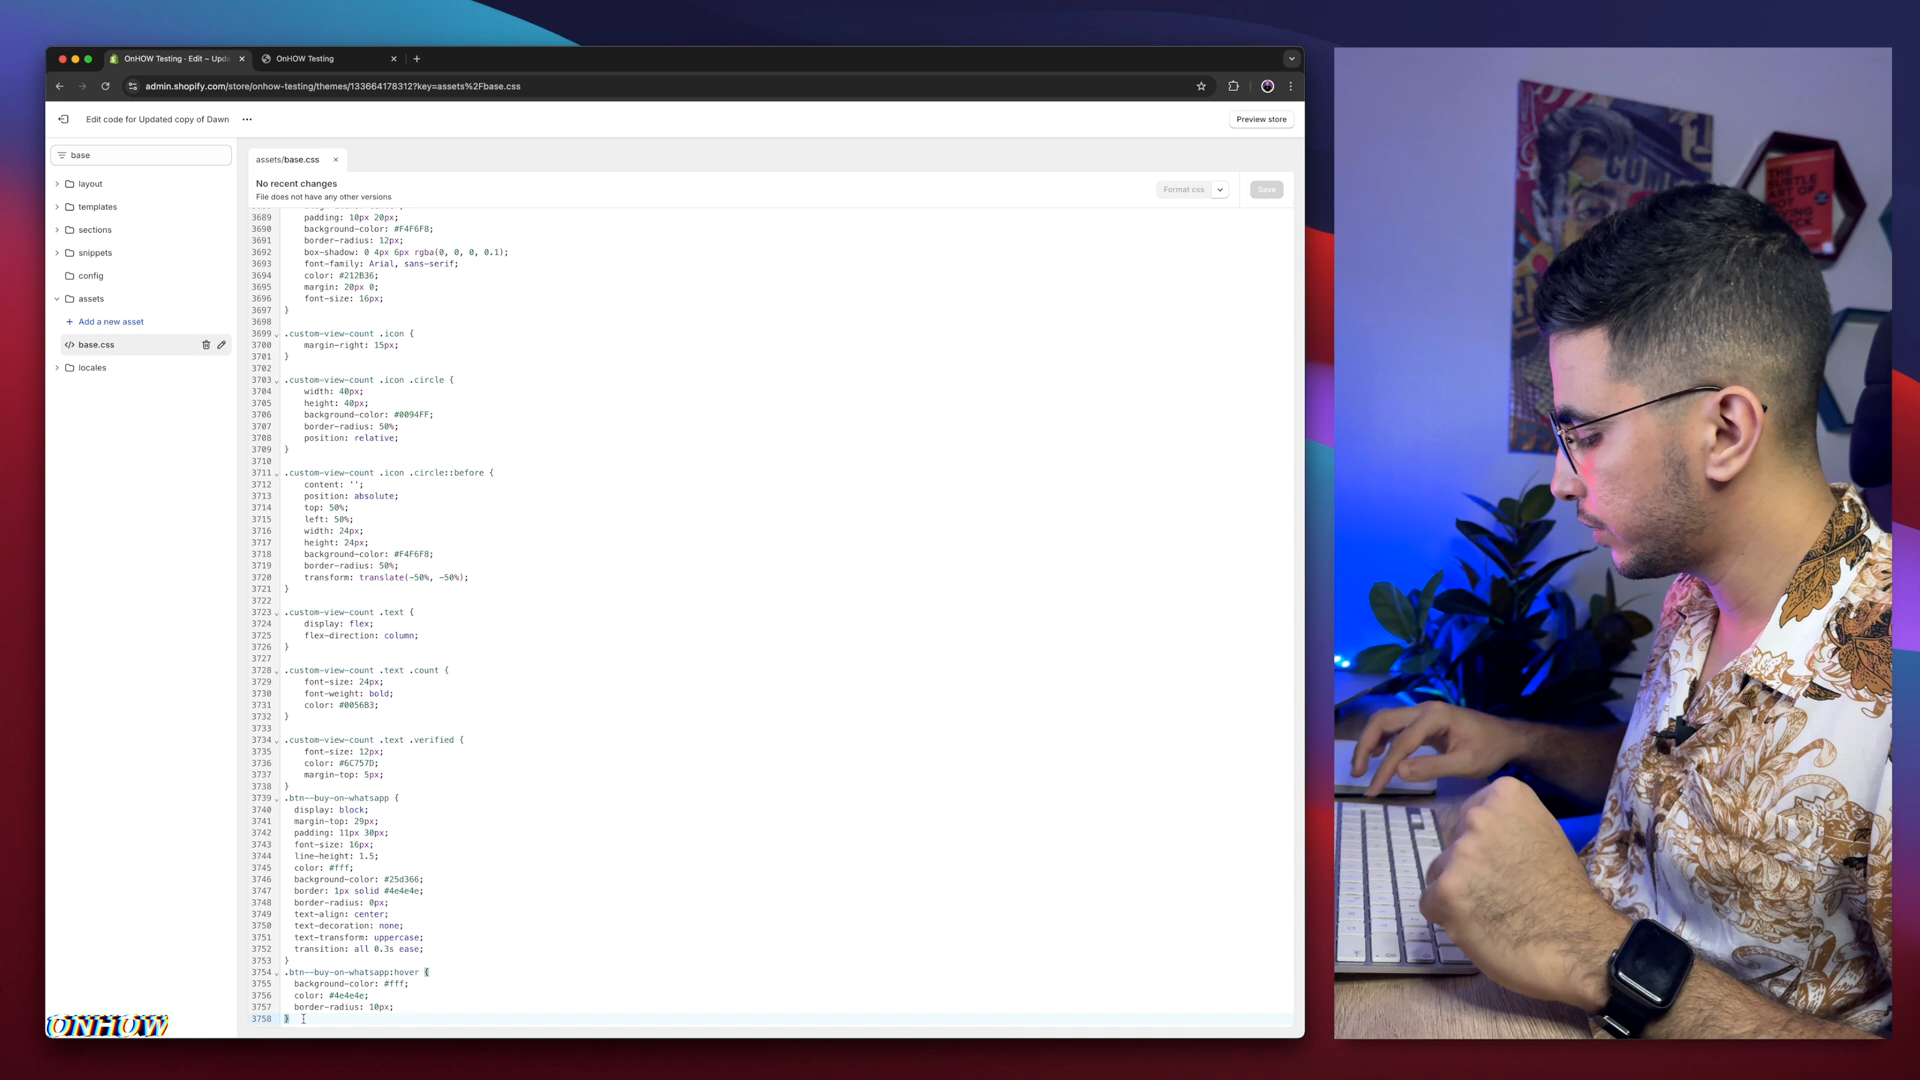 OnHOW Testing - Edit ~ Upda
OnHOW Testing
admin.shopify.com/store/onhow-testing/themes/133664178312?key=assets%2Fbase.css
Edit code for Updated copy of Dawn
Preview store
base
assets/base.css
layout
No recent changes
Format css
Save
File does not have any other versions
templates
sections
snippets
config
assets
Add a new asset
base.css
locales
3689 padding: 10px 20px;
3690 background-color: #F4F6F8;
3691 border-radius: 12px;
3692 box-shadow: 0 4px 6px rgba(0, 0, 0, 0.1);
3693 font-family: Arial, sans-serif;
3694 color: #212B36;
3695 margin: 20px 0;
3696 font-size: 16px;
3697 }
3698
3699 .custom-view-count .icon {
3700 margin-right: 15px;
3701 }
3702
3703 .custom-view-count .icon .circle {
3704 width: 40px;
3705 height: 40px;
3706 background-color: #0094FF;
3707 border-radius: 50%;
3708 position: relative;
3709 }
3710
3711 .custom-view-count .icon .circle::before {
3712 content: '';
3713 position: absolute;
3714 top: 50%;
3715 left: 50%;
3716 width: 24px;
3717 height: 24px;
3718 background-color: #F4F6F8;
3719 border-radius: 50%;
3720 transform: translate(-50%, -50%);
3721 }
3722
3723 .custom-view-count .text {
3724 display: flex;
3725 flex-direction: column;
3726 }
3727
3728 .custom-view-count .text .count {
3729 font-size: 24px;
3730 font-weight: bold;
3731 color: #0056B3;
3732 }
3733
3734 .custom-view-count .text .verified {
3735 font-size: 12px;
3736 color: #6C757D;
3737 margin-top: 5px;
3738 }
3739 .btn--buy-on-whatsapp {
3740 display: block;
3741 margin-top: 29px;
3742 padding: 11px 30px;
3743 font-size: 16px;
3744 line-height: 1.5;
3745 color: #fff;
3746 background-color: #25d366;
3747 border: 1px solid #4e4e4e;
3748 border-radius: 0px;
3749 text-align: center;
3750 text-decoration: none;
3751 text-transform: uppercase;
3752 transition: all 0.3s ease;
3753 }
3754 .btn--buy-on-whatsapp:hover {
3755 background-color: #fff;
3756 color: #4e4e4e;
3757 border-radius: 10px;
3758 }
ONHOW